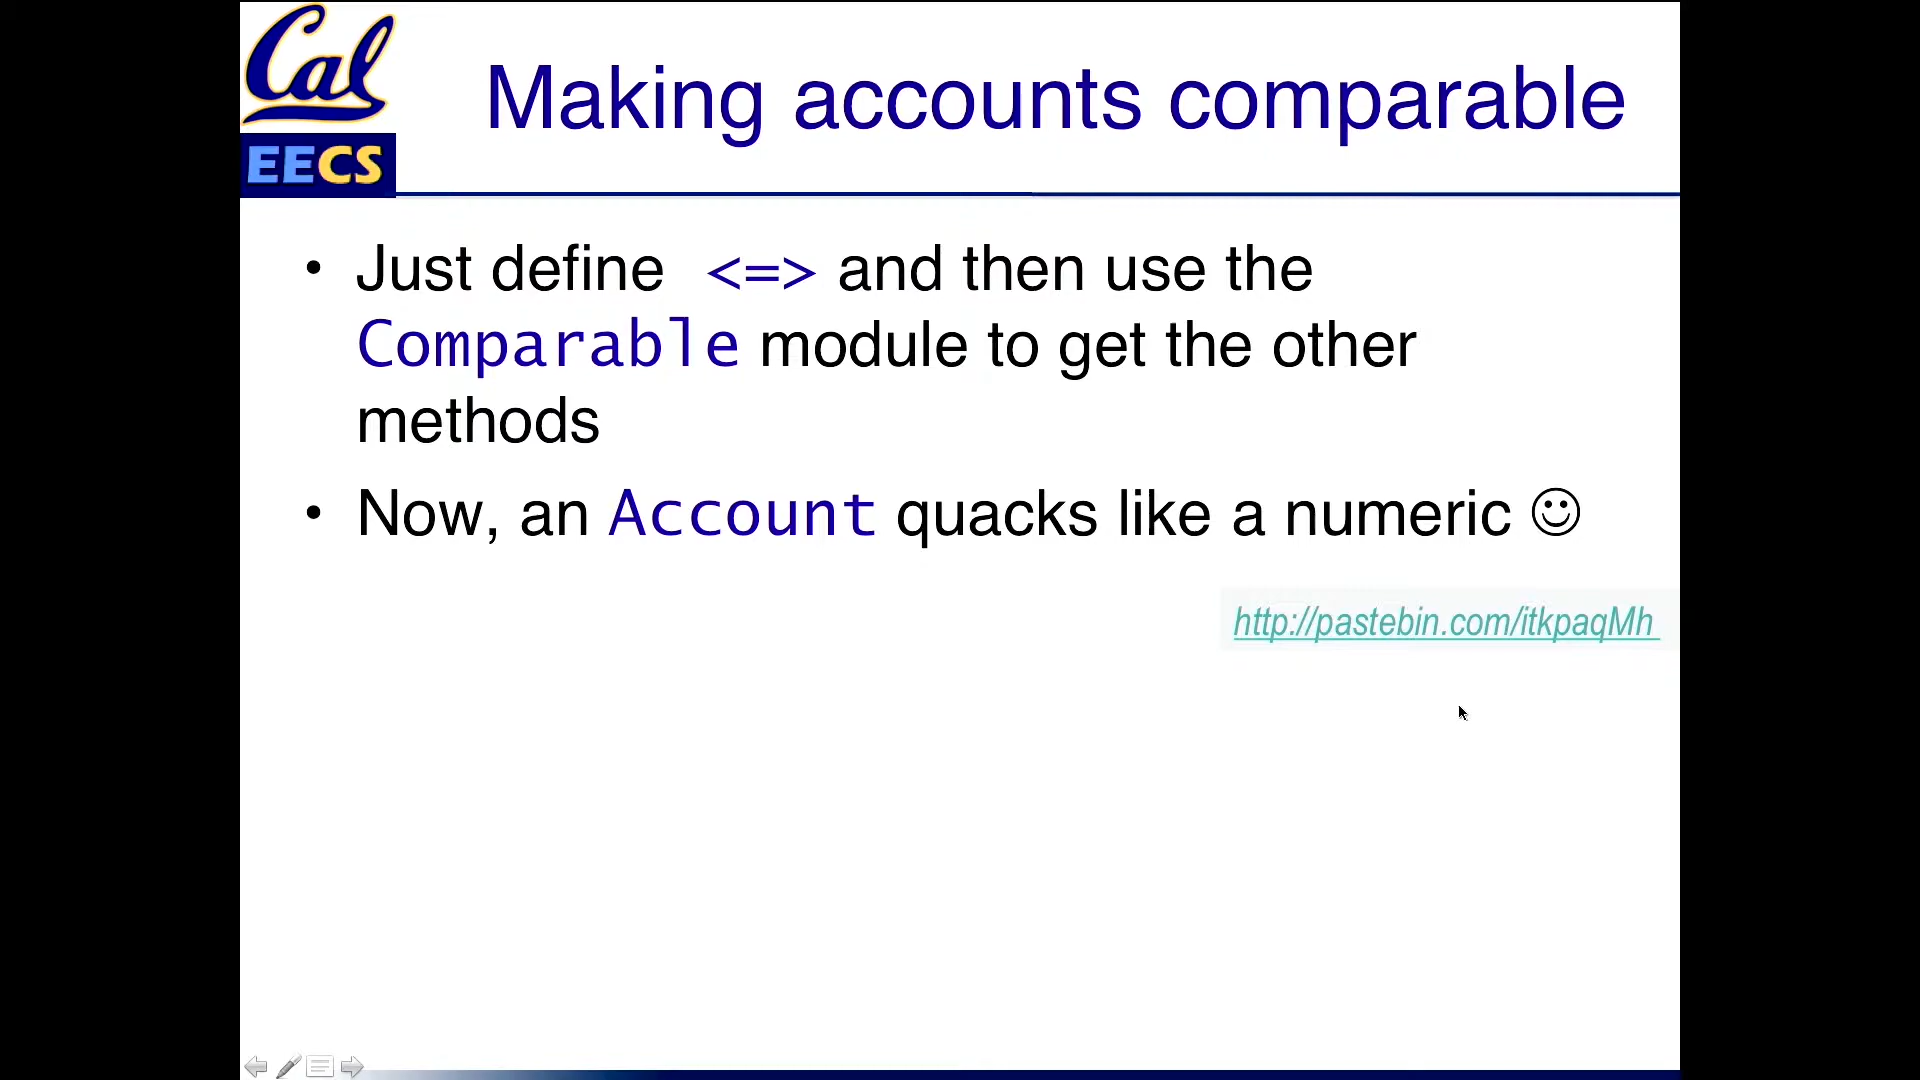 Cal
EECS
Making accounts comparable
• Just define <=> and then use the
Comparable module to get the other
methods
• Now, an Account quacks like a numeric ☺
http://pastebin.com/itkpaqMh